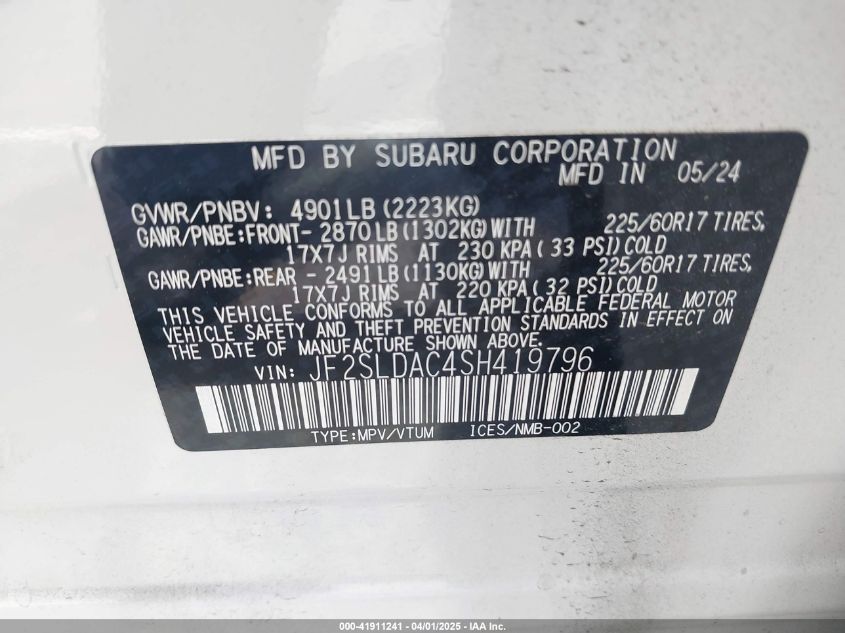 MFD BY SUBARU CORPORATION
MFD IN 05/24
GVWR/PNBV: 4901LB (2223KG)
GAWR/PNBE:FRONT- 2870LB (1302KG)WITH 225/60R17 TIRES,
17X7J RIMS AT 230 KPA( 33 PSI)COLD
GAWR/PNBE:REAR - 2491LB (1130KG)WITH 225/60R17 TIRES,
17X7J RIMS AT 220 KPA( 32 PSI)COLD
THIS VEHICLE CONFORMS TO ALL APPLICABLE FEDERAL MOTOR
VEHICLE SAFETY AND THEFT PREVENTION STANDARDS IN EFFECT ON
THE DATE OF MANUFACTURE SHOWN ABOVE.
VIN: JF2SLDAC4SH419796
TYPE:MPV/VTUM ICES/NMB-002
000-41911241 - 04/01/2025 - IAA Inc.